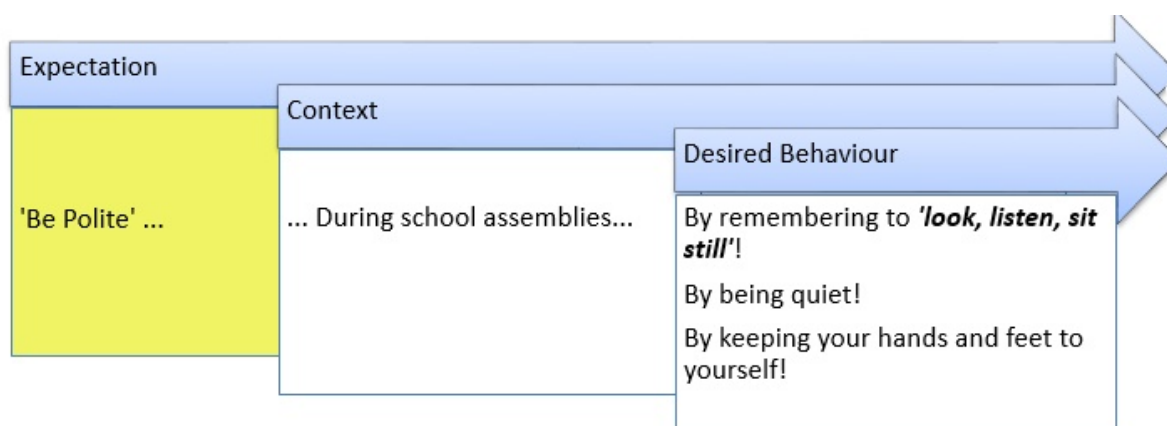 Expectation
Context
Desired Behaviour
'Be Polite' ...
... During school assemblies...
By remembering to 'look, listen, sit
still'!
By being quiet!
By keeping your hands and feet to
yourself!